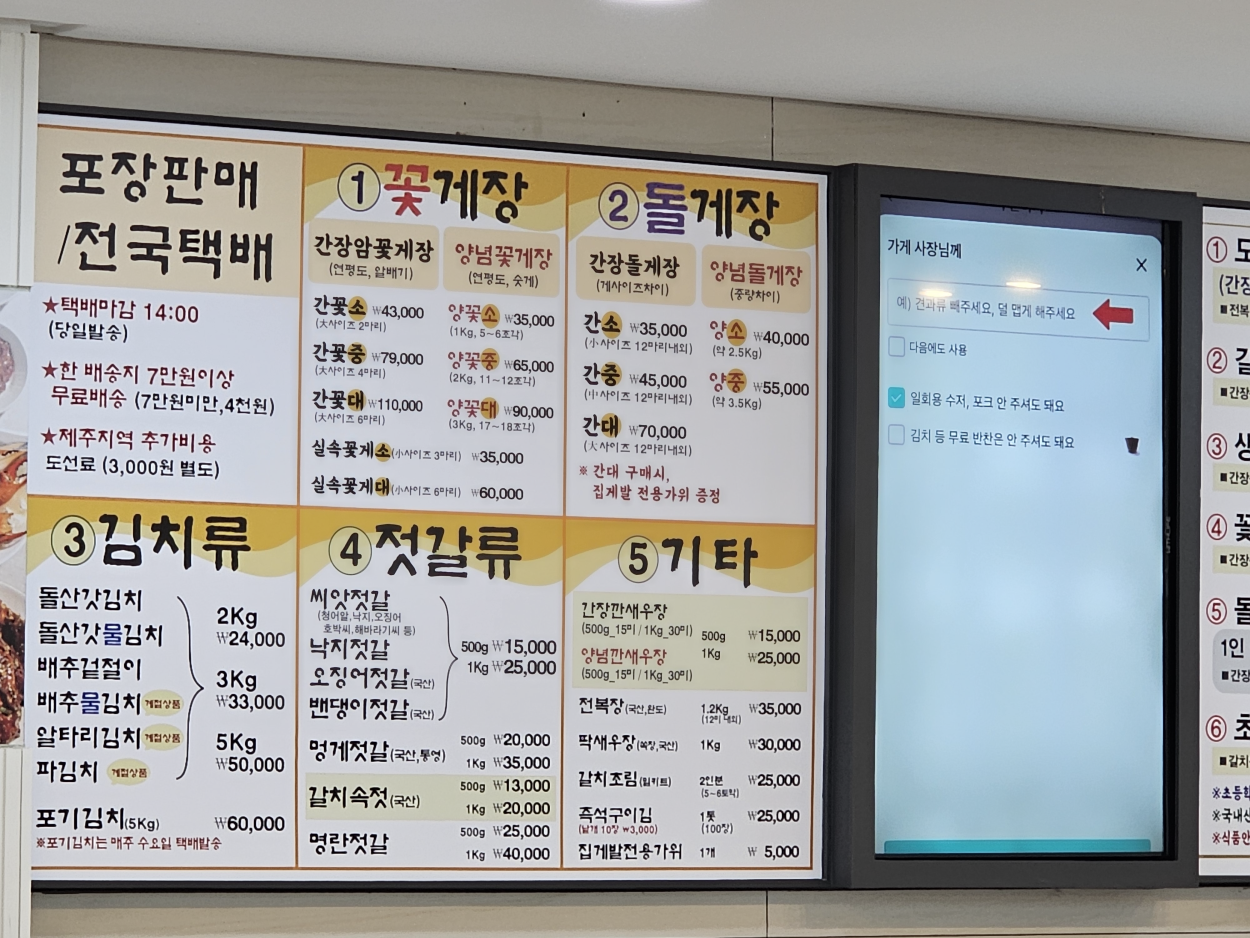 포장판매
/전국택배
★택배마감 14:00
(당일발송)
★한 배송지 7만원이상
무료배송 (7만원미만,4천원)
★제주지역 추가비용
도선료 (3,000원 별도)
① 꽃게장
간장암꽃게장
(연평도, 알배기)
양념꽃게장
(연평도, 숫게)
간꽃소 ₩43,000
(大사이즈 2마리)
간꽃중 ₩79,000
(大사이즈 4마리)
간꽃대 ₩110,000
(大사이즈 6마리)
양꽃소 ₩35,000
(1Kg, 5~6조각)
양꽃중 ₩65,000
(2Kg, 11~12조각)
양꽃대 ₩90,000
(3Kg, 17~18조각)
실속꽃게소(小사이즈 3마리) ₩35,000
실속꽃게대(小사이즈 6마리) ₩60,000
② 돌게장
간장돌게장
(게사이즈차이)
양념돌게장
(중량차이)
간소 ₩35,000
(小사이즈 12마리내외)
간중 ₩45,000
(中사이즈 12마리내외)
간대 ₩70,000
(大사이즈 12마리내외)
양소 ₩40,000
(약 2.5Kg)
양중 ₩55,000
(약 3.5Kg)
※ 간대 구매시,
집게발 전용가위 증정
③ 김치류
돌산갓김치
돌산갓물김치
배추겉절이
배추물김치 계절상품
알타리김치 계절상품
파김치 계절상품
2Kg
₩24,000
3Kg
₩33,000
5Kg
₩50,000
포기김치(5Kg) ₩60,000
※포기김치는 매주 수요일 택배발송
④ 젓갈류
씨앗젓갈
(청어알,낙지,오징어
호박씨,해바라기씨 등)
낙지젓갈
오징어젓갈(국산)
밴댕이젓갈(국산)
500g ₩15,000
1Kg ₩25,000
멍게젓갈(국산,통영) 500g ₩20,000
1Kg ₩35,000
갈치속젓(국산) 500g ₩13,000
1Kg ₩20,000
명란젓갈 500g ₩25,000
1Kg ₩40,000
⑤ 기타
간장깐새우장
(500g_15미 / 1Kg_30미)
양념깐새우장
(500g_15미 / 1Kg_30미)
500g ₩15,000
1Kg ₩25,000
전복장(국산,완도) 1.2Kg ₩35,000
(12미 내외)
딱새우장(쪽장,국산) 1Kg ₩30,000
갈치조림(밀키트) 2인분 ₩25,000
(5~6토막)
즉석구이김 1톳 ₩25,000
(낱개 10장 ₩3,000) (100장)
집게발전용가위 1개 ₩ 5,000
가게 사장님께
X
예) 견과류 빼주세요, 덜 맵게 해주세요
다음에도 사용
일회용 수저, 포크 안 주셔도 돼요
김치 등 무료 반찬은 안 주셔도 돼요
①
(간장
■전복
②
■간장
③
■간장
④
■간장
⑤
1인
■간장
⑥
■갈치
※초등학
※국내산
※식품안